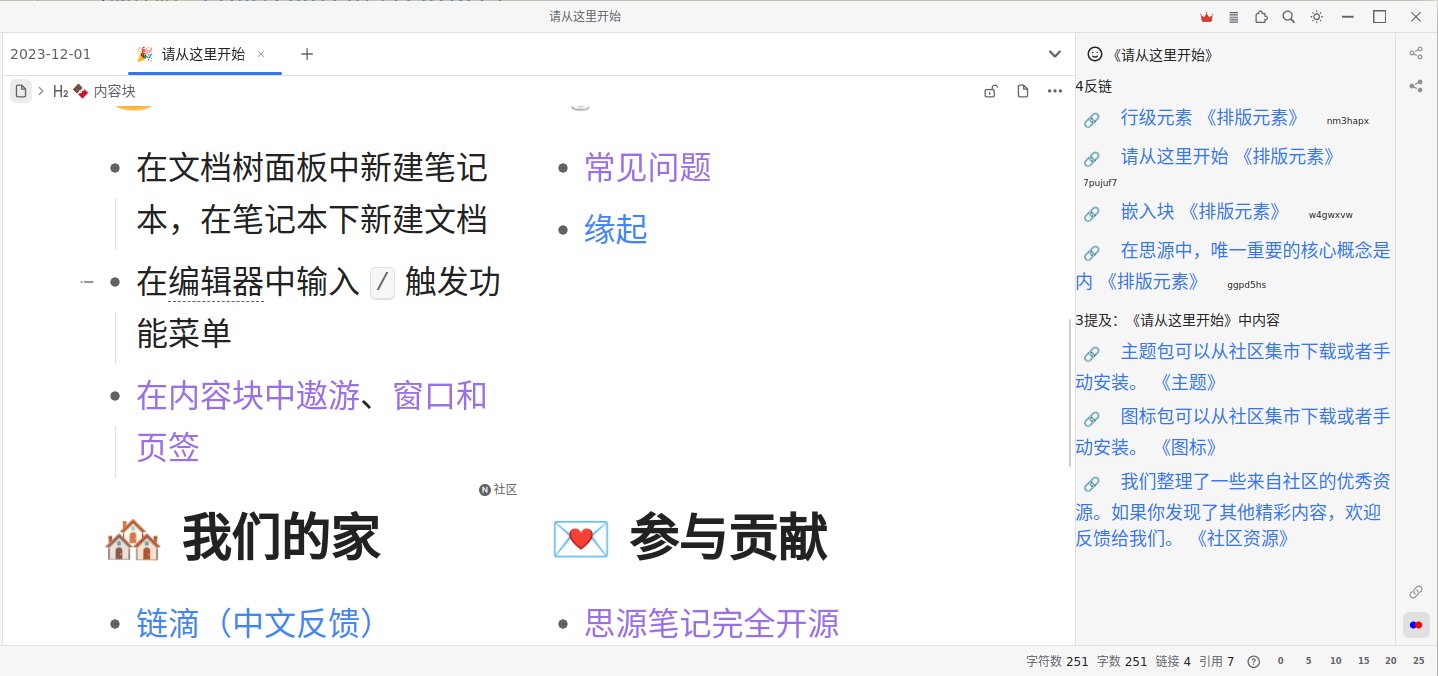 请从这里开始
2023-12-01
请从这里开始
H2 内容块
在文档树面板中新建笔记
本，在笔记本下新建文档
在编辑器中输入 / 触发功
能菜单
在内容块中遨游、窗口和
页签
常见问题
缘起
N 社区
我们的家
链滴（中文反馈）
参与贡献
思源笔记完全开源
《请从这里开始》
4反链
行级元素 《排版元素》 nm3hapx
请从这里开始 《排版元素》
7pujuf7
嵌入块 《排版元素》 w4gwxvw
在思源中，唯一重要的核心概念是
内 《排版元素》 ggpd5hs
3提及：《请从这里开始》中内容
主题包可以从社区集市下载或者手
动安装。 《主题》
图标包可以从社区集市下载或者手
动安装。 《图标》
我们整理了一些来自社区的优秀资
源。如果你发现了其他精彩内容，欢迎
反馈给我们。 《社区资源》
字符数 251 字数 251 链接 4 引用 7 0 5 10 15 20 25